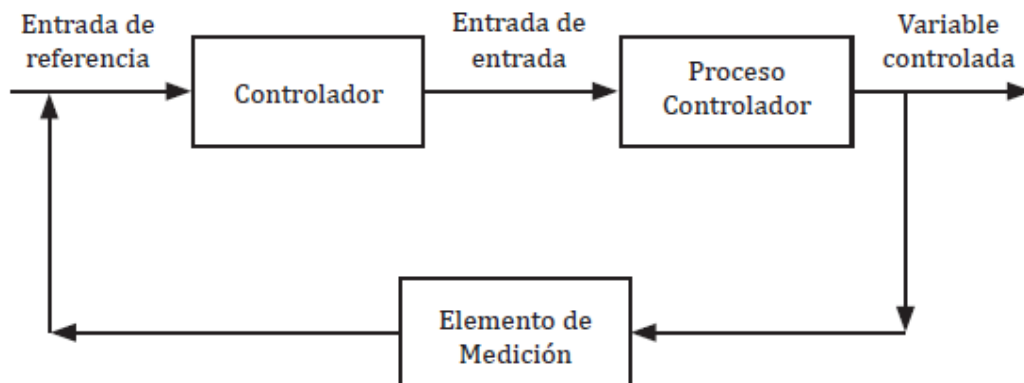 Entrada de
referencia
Controlador
Entrada de
entrada
Proceso
Controlador
Variable
controlada
Elemento de
Medición